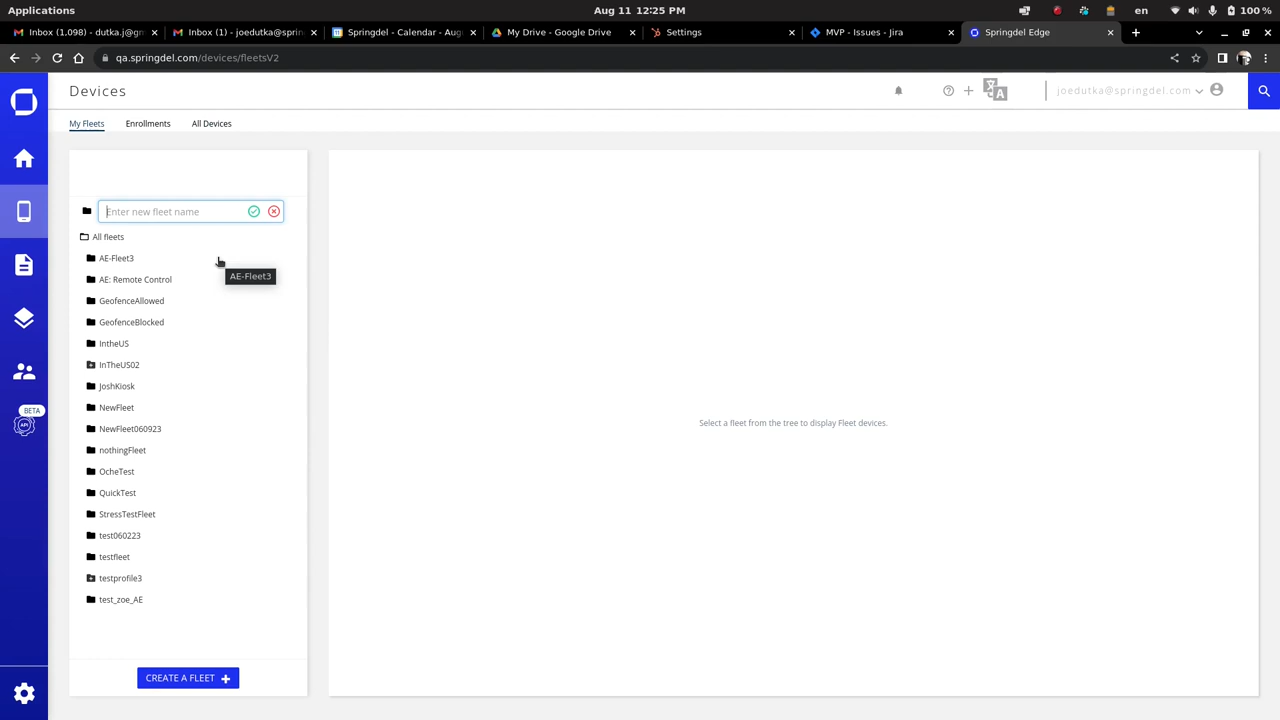 Applications
Aug 11 12:25 PM
en
100 %
Inbox (1,098) - dutka.j@gm
Inbox (1) - joedutka@sprin
Springdel - Calendar - Aug
My Drive - Google Drive
Settings
MVP - Issues - Jira
Springdel Edge
qa.springdel.com/devices/fleetsV2
Devices
joedutka@springdel.com
My Fleets
Enrollments
All Devices
Enter new fleet name
All fleets
AE-Fleet3
AE-Fleet3
AE: Remote Control
GeofenceAllowed
GeofenceBlocked
IntheUS
InTheUS02
JoshKiosk
NewFleet
BETA
API
Select a fleet from the tree to display Fleet devices.
NewFleet060923
nothingFleet
OcheTest
QuickTest
StressTestFleet
test060223
testfleet
testprofile3
test_zoe_AE
CREATE A FLEET +